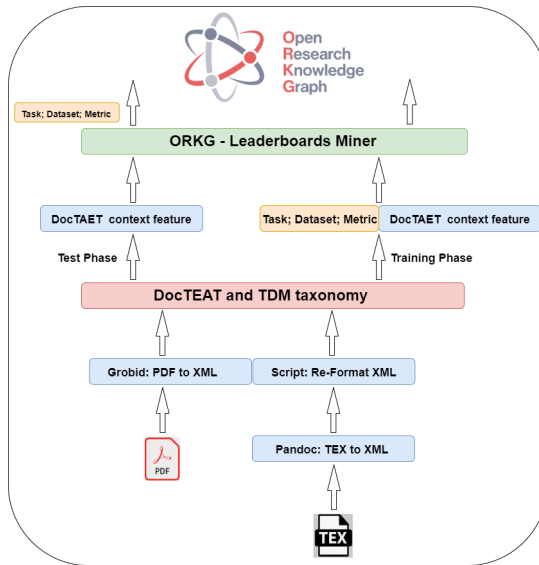 Open
Research
Knowledge
Graph
Task; Dataset; Metric
ORKG - Leaderboards Miner
DocTAET context feature
Task; Dataset; Metric
DocTAET context feature
Test Phase
Training Phase
DocTEAT and TDM taxonomy
Grobid: PDF to XML
Script: Re-Format XML
PDF
Pandoc: TEX to XML
TEX